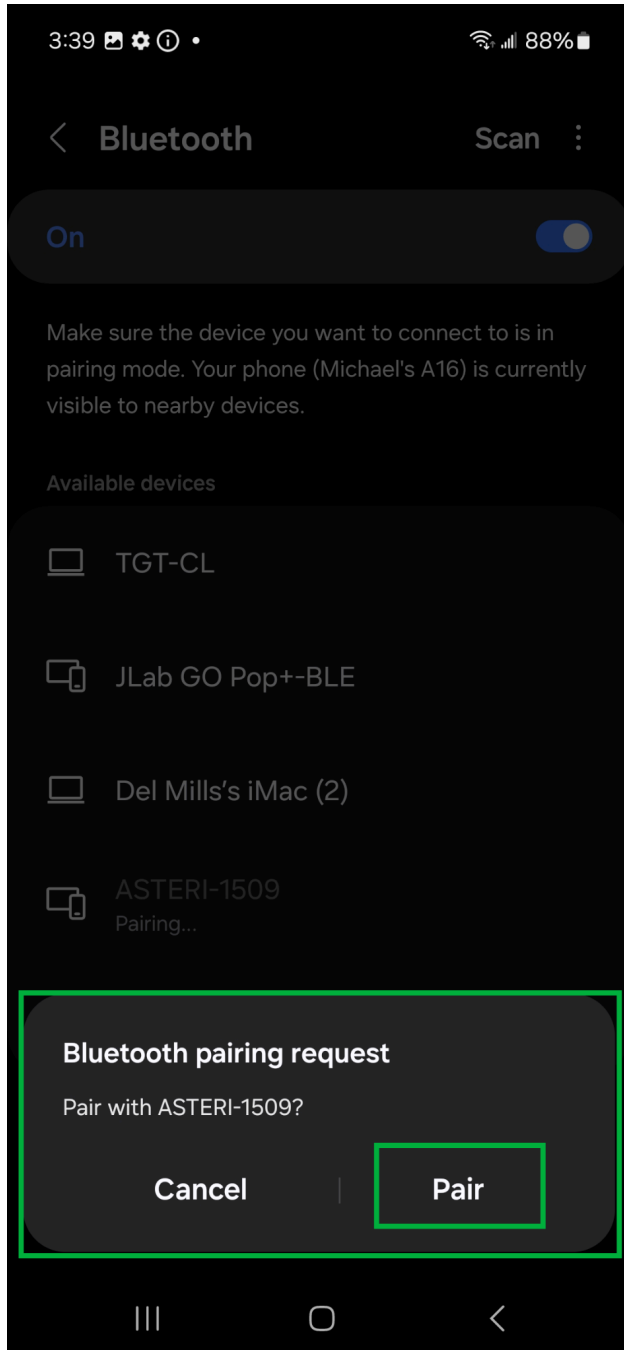 3:39 88%
Bluetooth Scan
On
Make sure the device you want to connect to is in
pairing mode. Your phone (Michael's A16) is currently
visible to nearby devices.
Available devices
TGT-CL
JLab GO Pop+-BLE
Del Mills’s iMac (2)
ASTERI-1509
Pairing...
Bluetooth pairing request
Pair with ASTERI-1509?
Cancel Pair